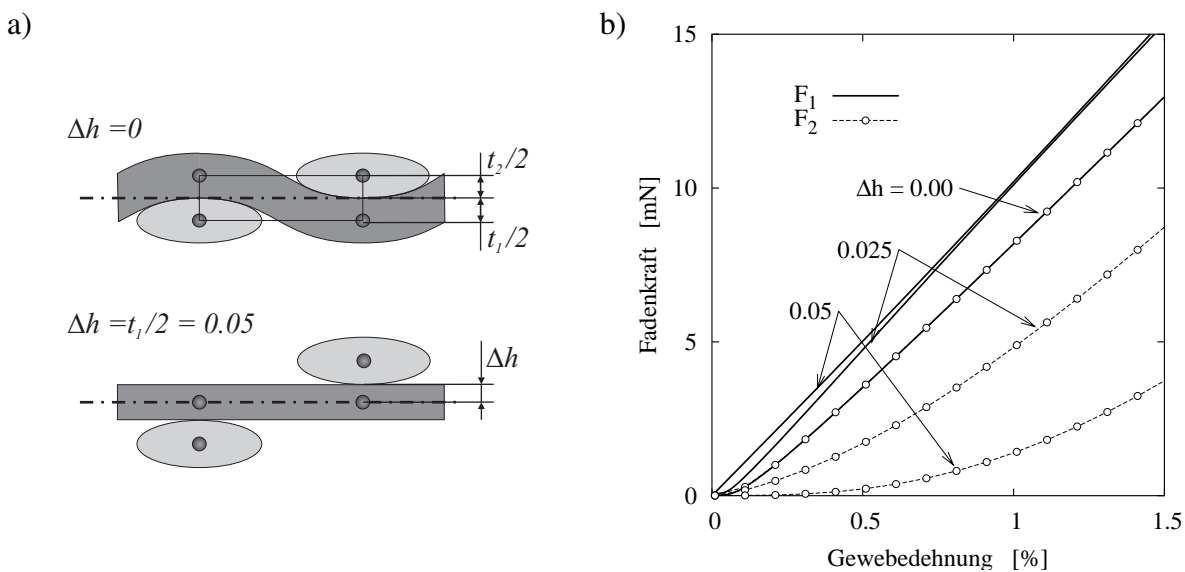 a)
Δh =0
t2/2
t1/2
Δh=t1/2 = 0.05
Δh
b)
15
10
5
0
Fadenkraft [mN]
F1
F2
Δh = 0.00
0.025
0.05
0
0.5
1
1.5
Gewebedehnung [%]